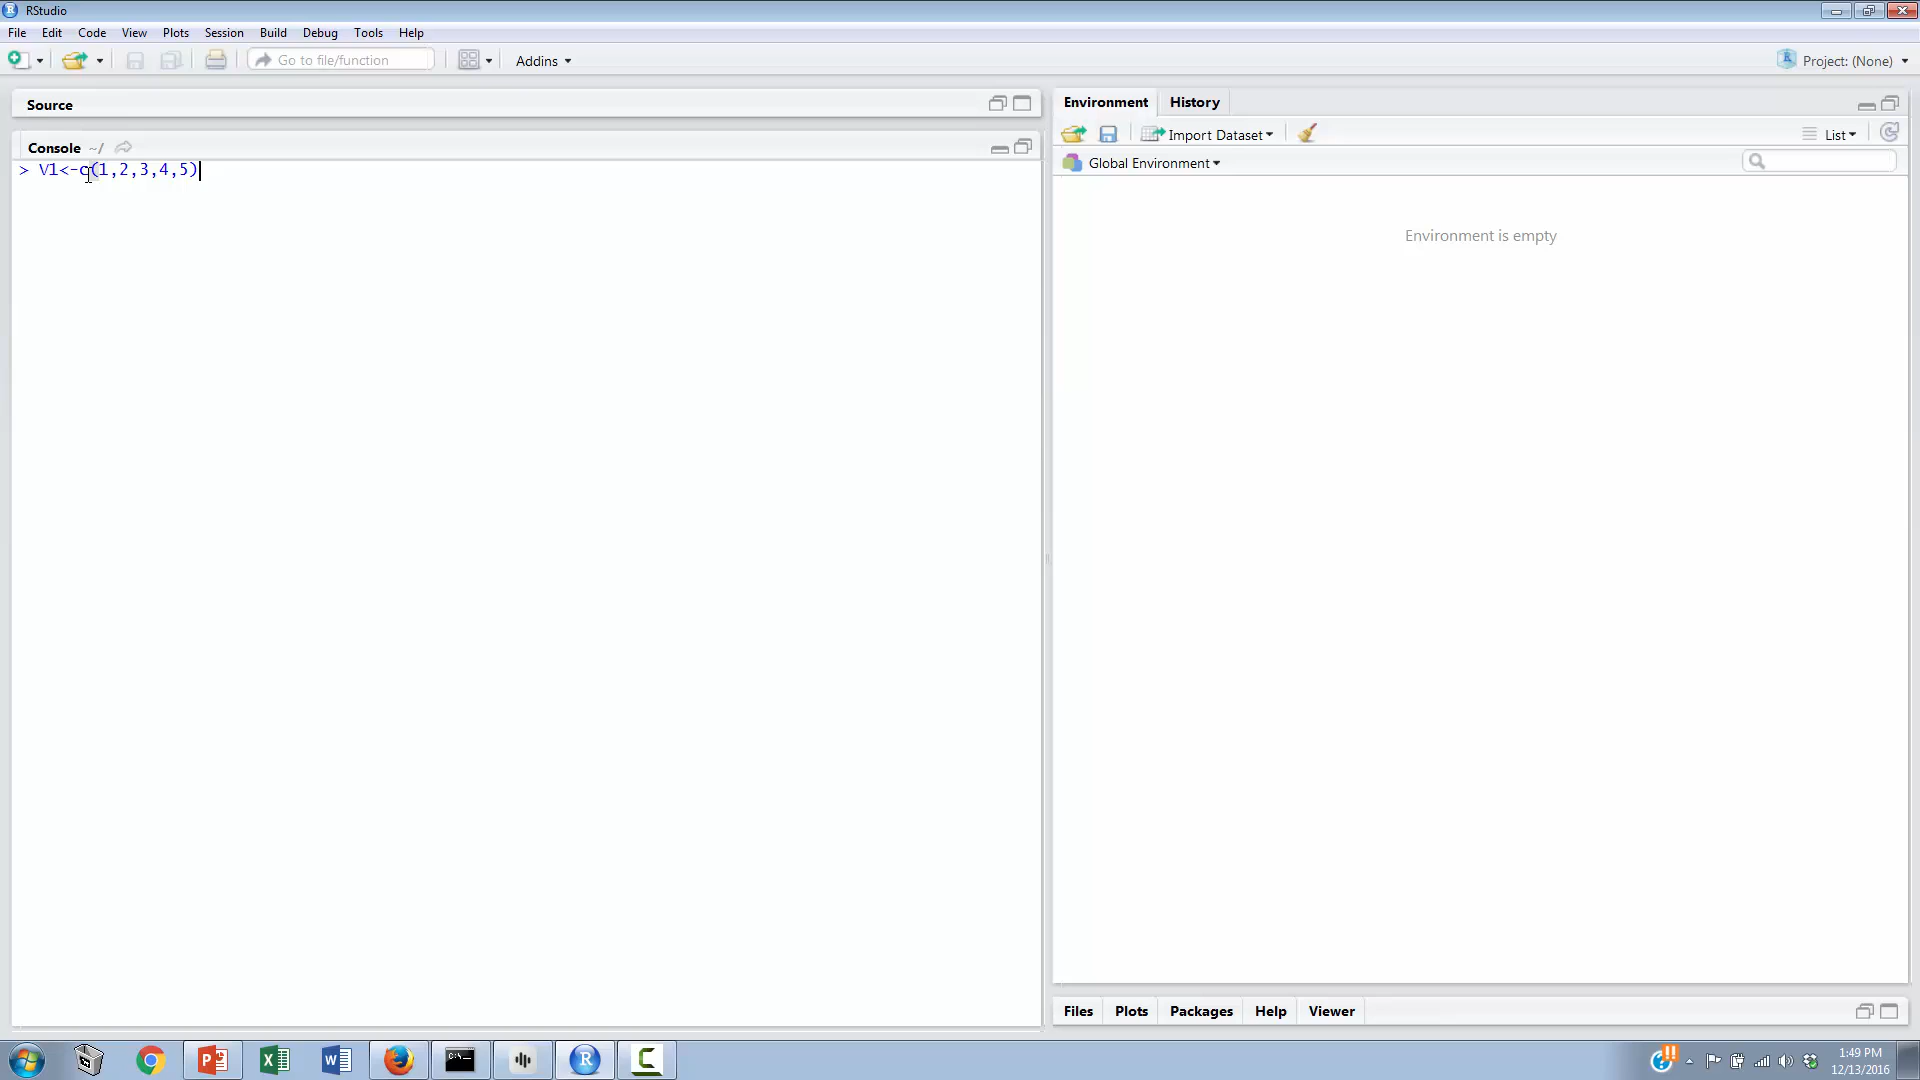 RStudio
File Edit Code View Plots Session Build Debug Tools Help
Go to file/function Addins Project: (None)
Source
Console ~/
> V1<-c(1,2,3,4,5)
Environment History
Import Dataset List
Global Environment
Environment is empty
Files Plots Packages Help Viewer
1:49 PM
12/13/2016